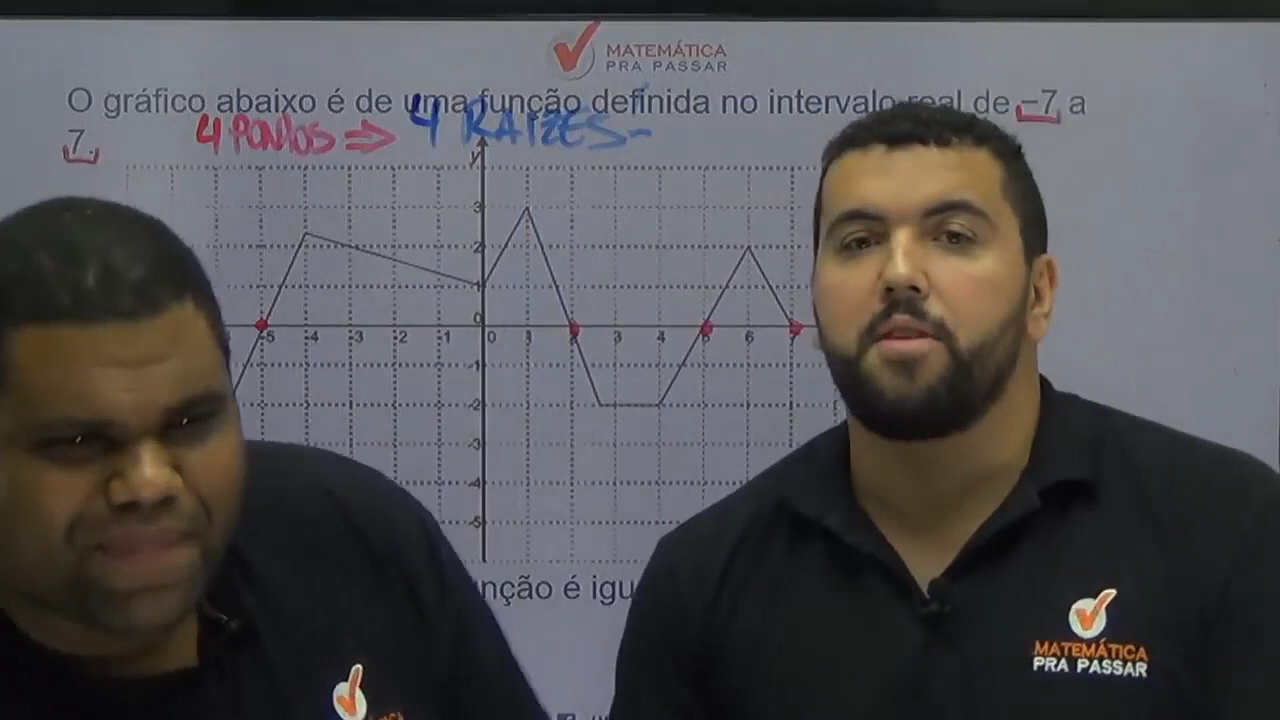 MATEMÁTICA
PRA PASSAR
O gráfico abaixo é de uma função definida no intervalo real de –7 a
7.
4 PONTOS ⇒ 4 RAIZES
y
3
2
1
0
-5 -4 -3 -2 -1 0 1 2 3 4 5 6 7
-1
-2
-3
-4
-5
nção é igu
MATEMÁTICA
PRA PASSAR